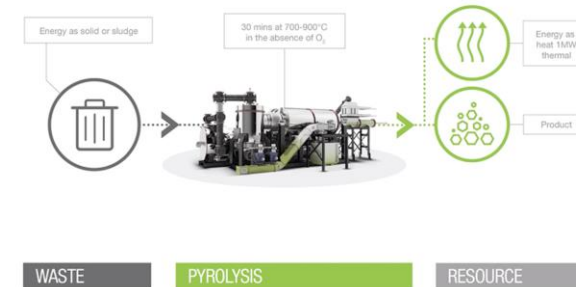 Energy as solid or sludge
30 mins at 700-900°C
in the absence of O₂
Energy as
heat 1MW
thermal
Product
WASTE
PYROLYSIS
RESOURCE